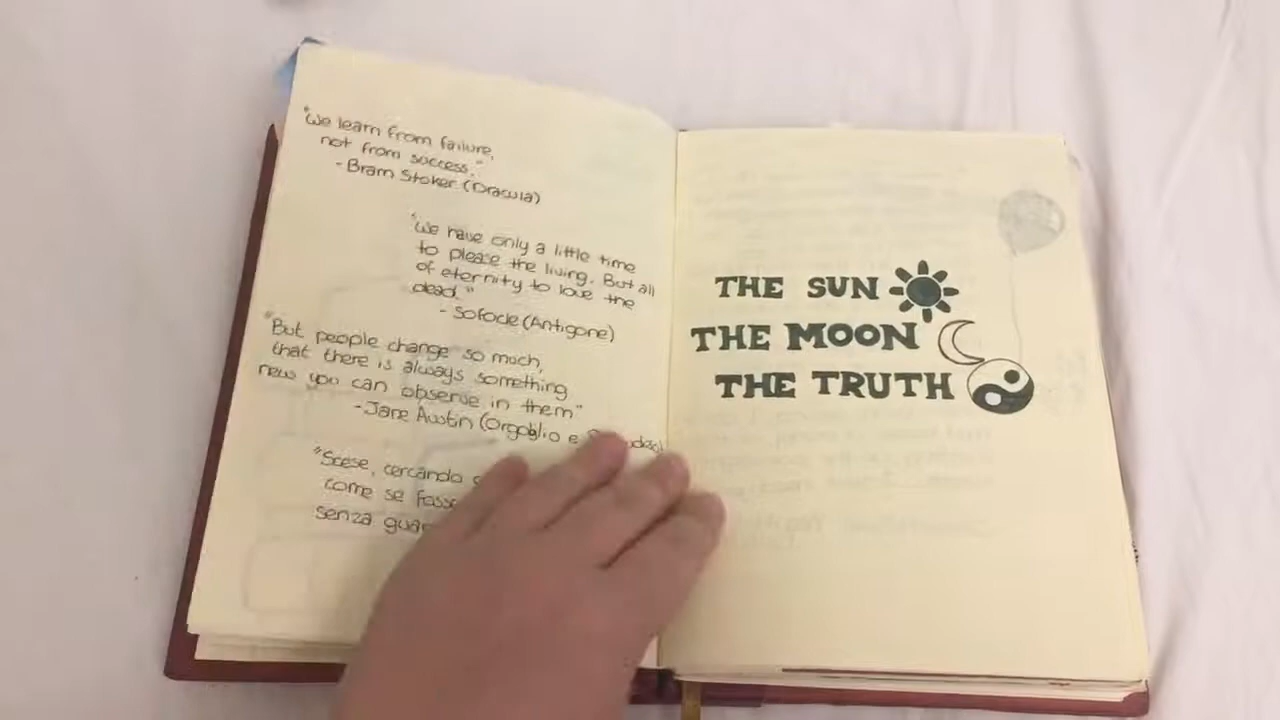 "We learn from failure,
not from success."
- Bram Stoker (Dracula)
"We have only a little time
to please the living. But all
of eternity to love the
dead."
- Sofocle (Antigone)
"But people change so much,
that there is always something
new you can observe in them"
- Jane Austin (Orgoglio e
"Scese, cercando
come se fosse
senza
THE SUN
THE MOON
THE TRUTH